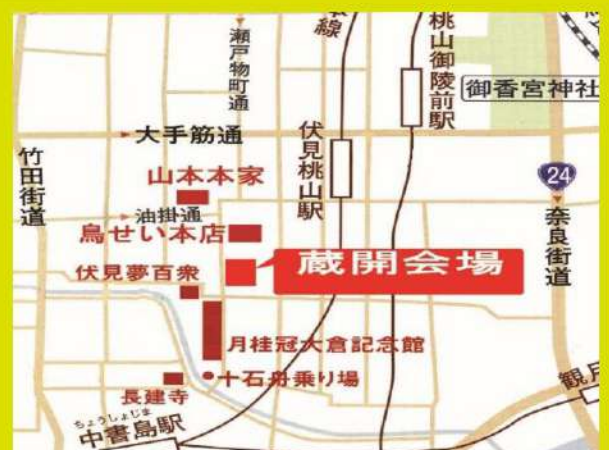 本線
瀬戸物町通
桃山御陵前駅
御香宮神社
大手筋通
竹田街道
伏見桃山駅
24
山本本家
油掛通
奈良街道
鳥せい本店
蔵開会場
伏見夢百衆
月桂冠大倉記念館
十石舟乗り場
長建寺
観月
ちゅうしょじま
中書島駅